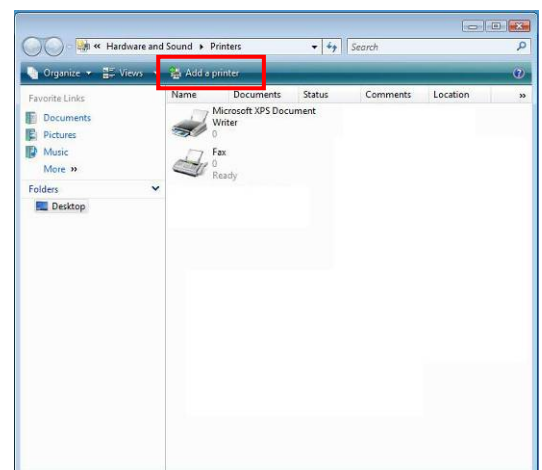 « Hardware and Sound ▸ Printers Search
Organize Views Add a printer
Favorite Links
Documents
Pictures
Music
More »
Folders
Desktop
Name Documents Status Comments Location »
Microsoft XPS Document
Writer
0
Fax
0
Ready